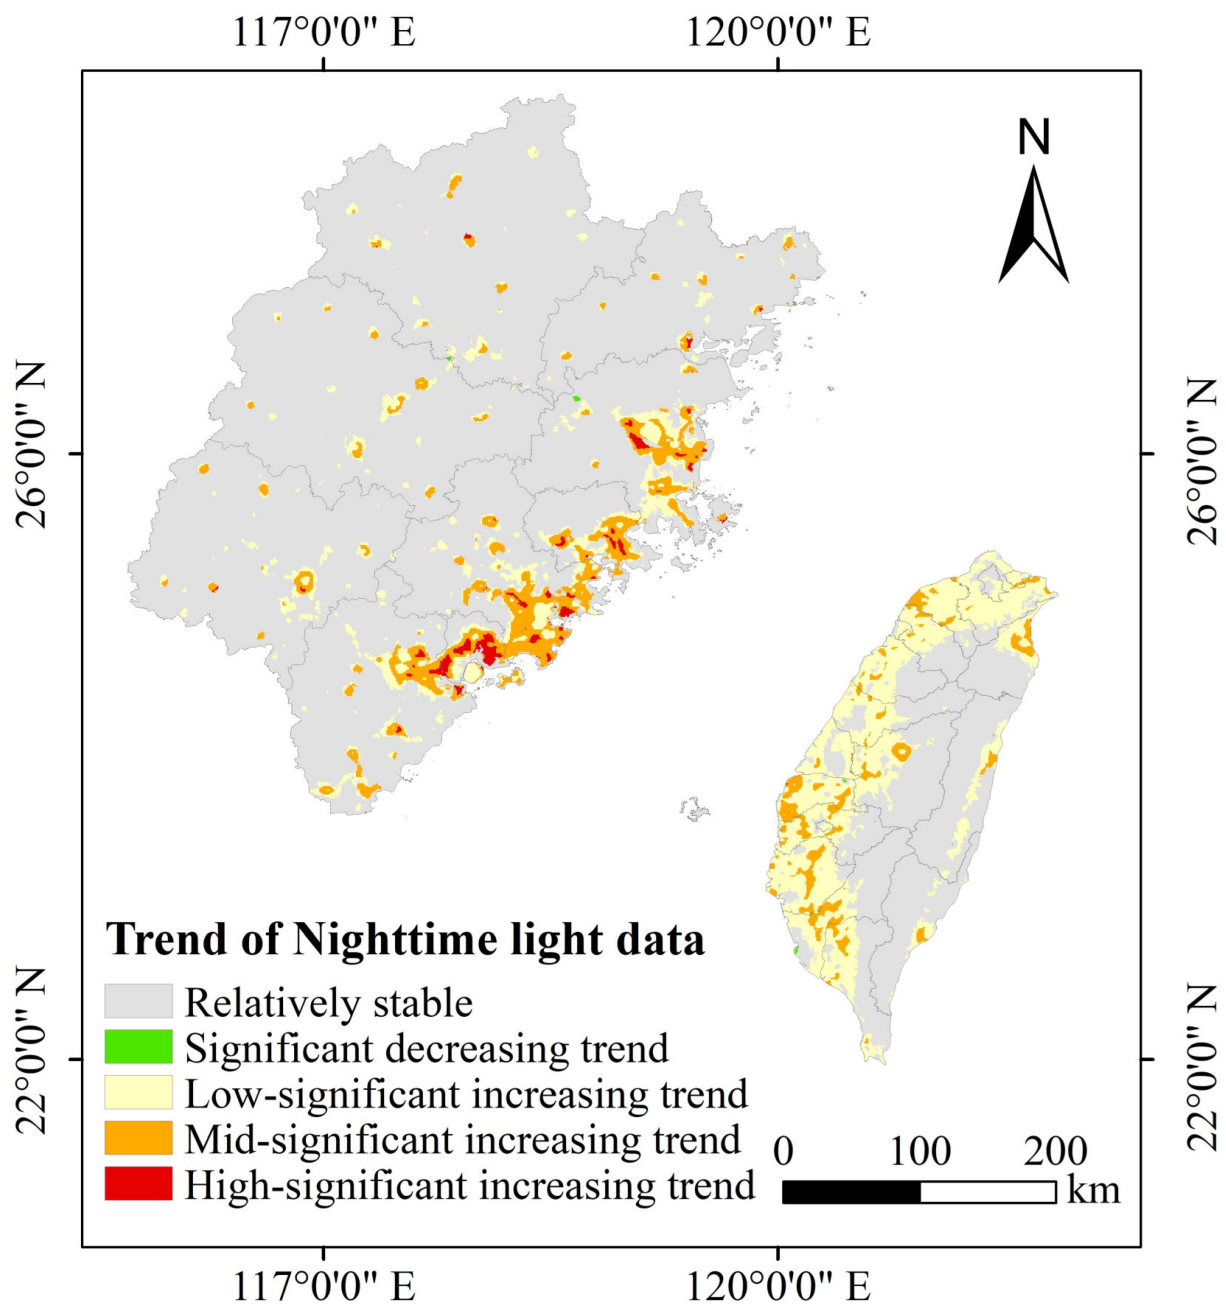 117°0'0" E 120°0'0" E
N
26°0'0" N 26°0'0" N
Trend of Nighttime light data
Relatively stable
Significant decreasing trend
Low-significant increasing trend
Mid-significant increasing trend
High-significant increasing trend
22°0'0" N 22°0'0" N
0 100 200
km
117°0'0" E 120°0'0" E